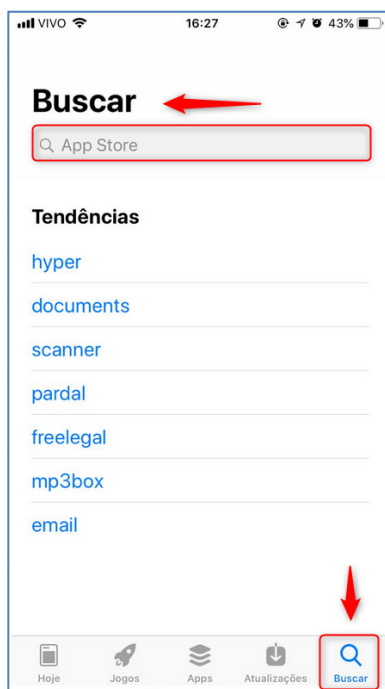 VIVO 16:27 43%
Buscar
App Store
Tendências
hyper
documents
scanner
pardal
freelegal
mp3box
email
Hoje Jogos Apps Atualizações Buscar